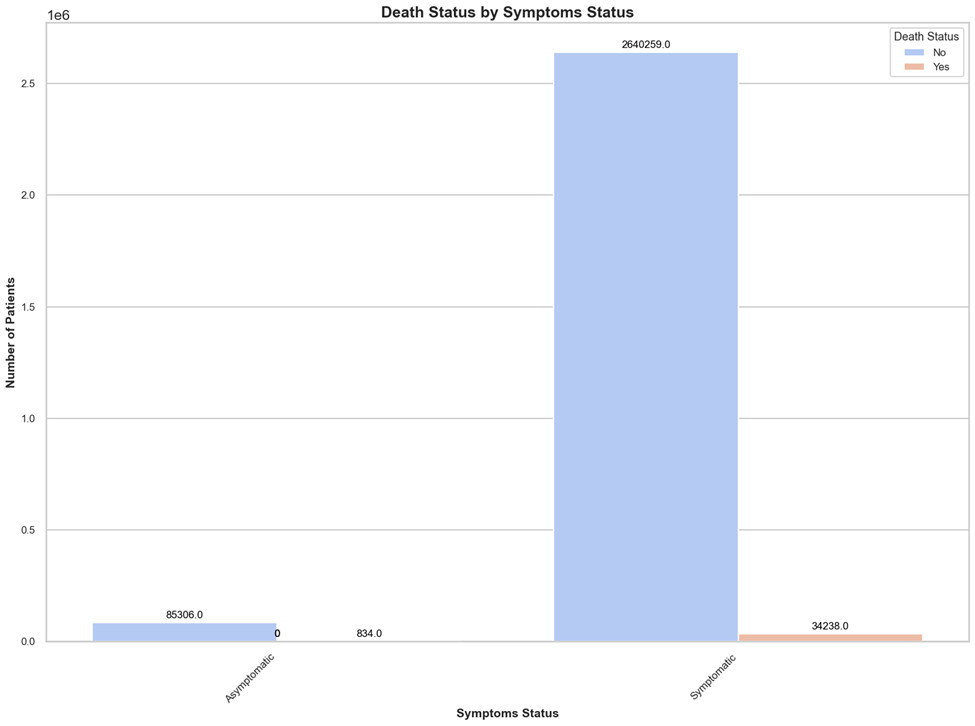 Death Status by Symptoms Status
1e6
Death Status
No
Yes
2640259.0
2.5
2.0
1.5
1.0
0.5
0.0
Number of Patients
85306.0
0
834.0
34238.0
Asymptomatic
Symptomatic
Symptoms Status